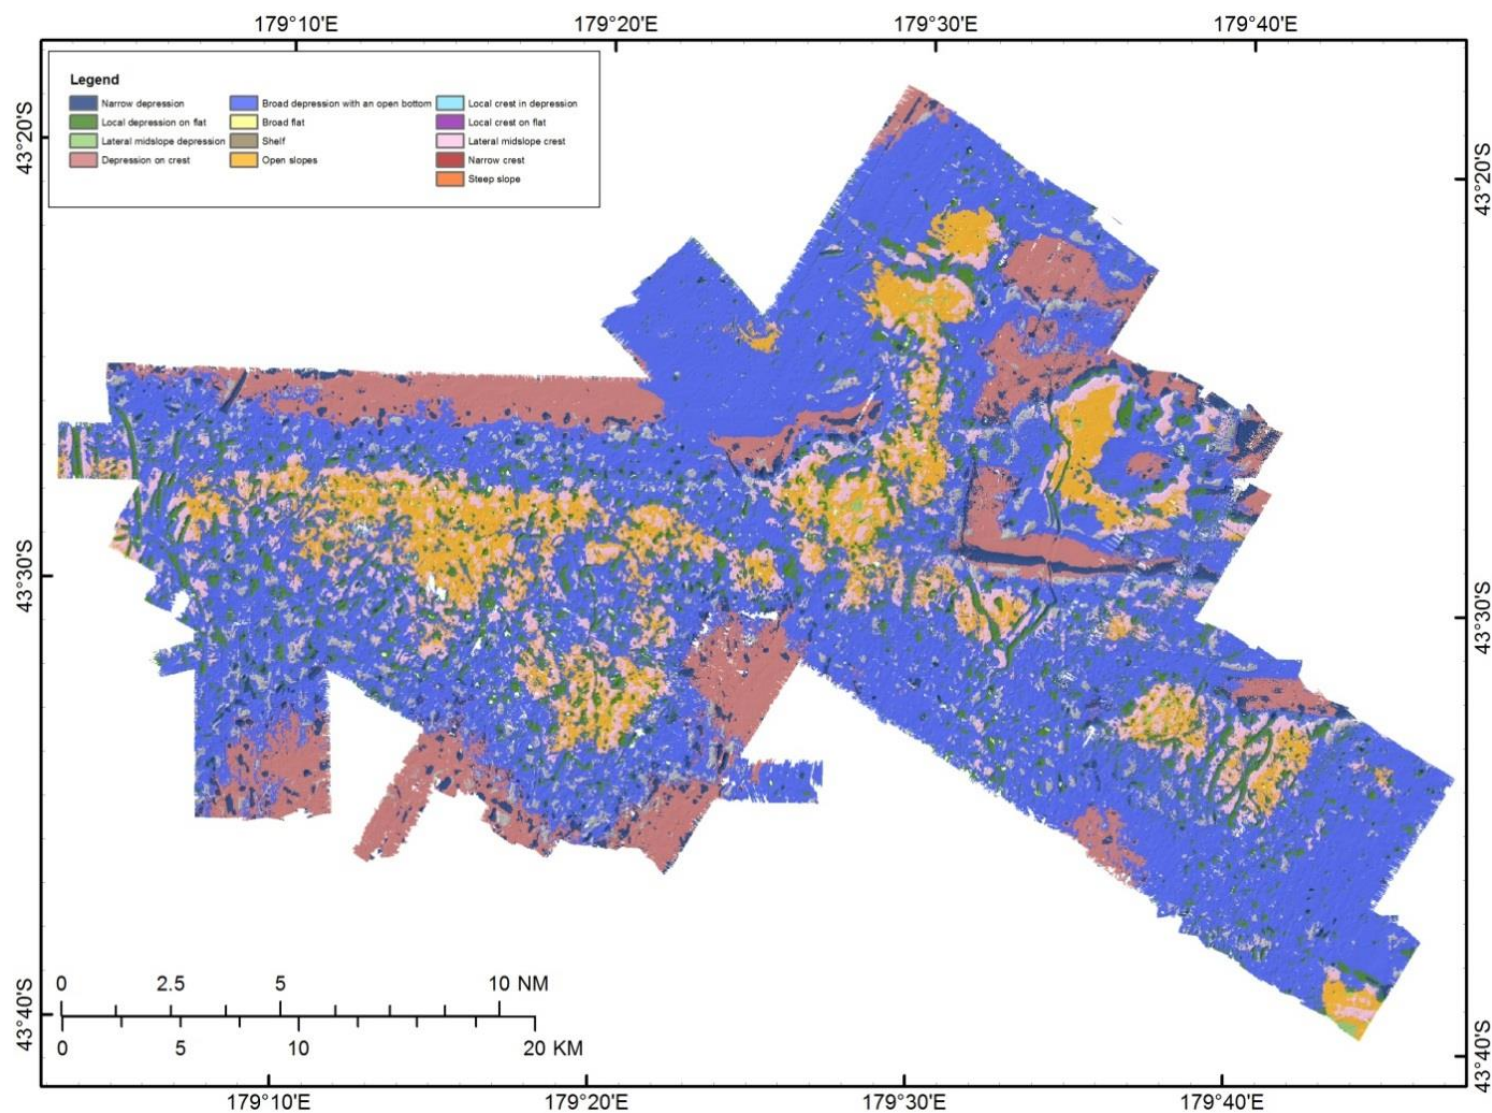 179°10'E 179°20'E 179°30'E 179°40'E
Legend
Narrow depression
Local depression on flat
Lateral midslope depression
Depression on crest
Broad depression with an open bottom
Broad flat
Shelf
Open slopes
Local crest in depression
Local crest on flat
Lateral midslope crest
Narrow crest
Steep slope
43°20'S
43°20'S
43°30'S
43°30'S
43°40'S
43°40'S
0 2.5 5 10 NM
0 5 10 20 KM
179°10'E 179°20'E 179°30'E 179°40'E